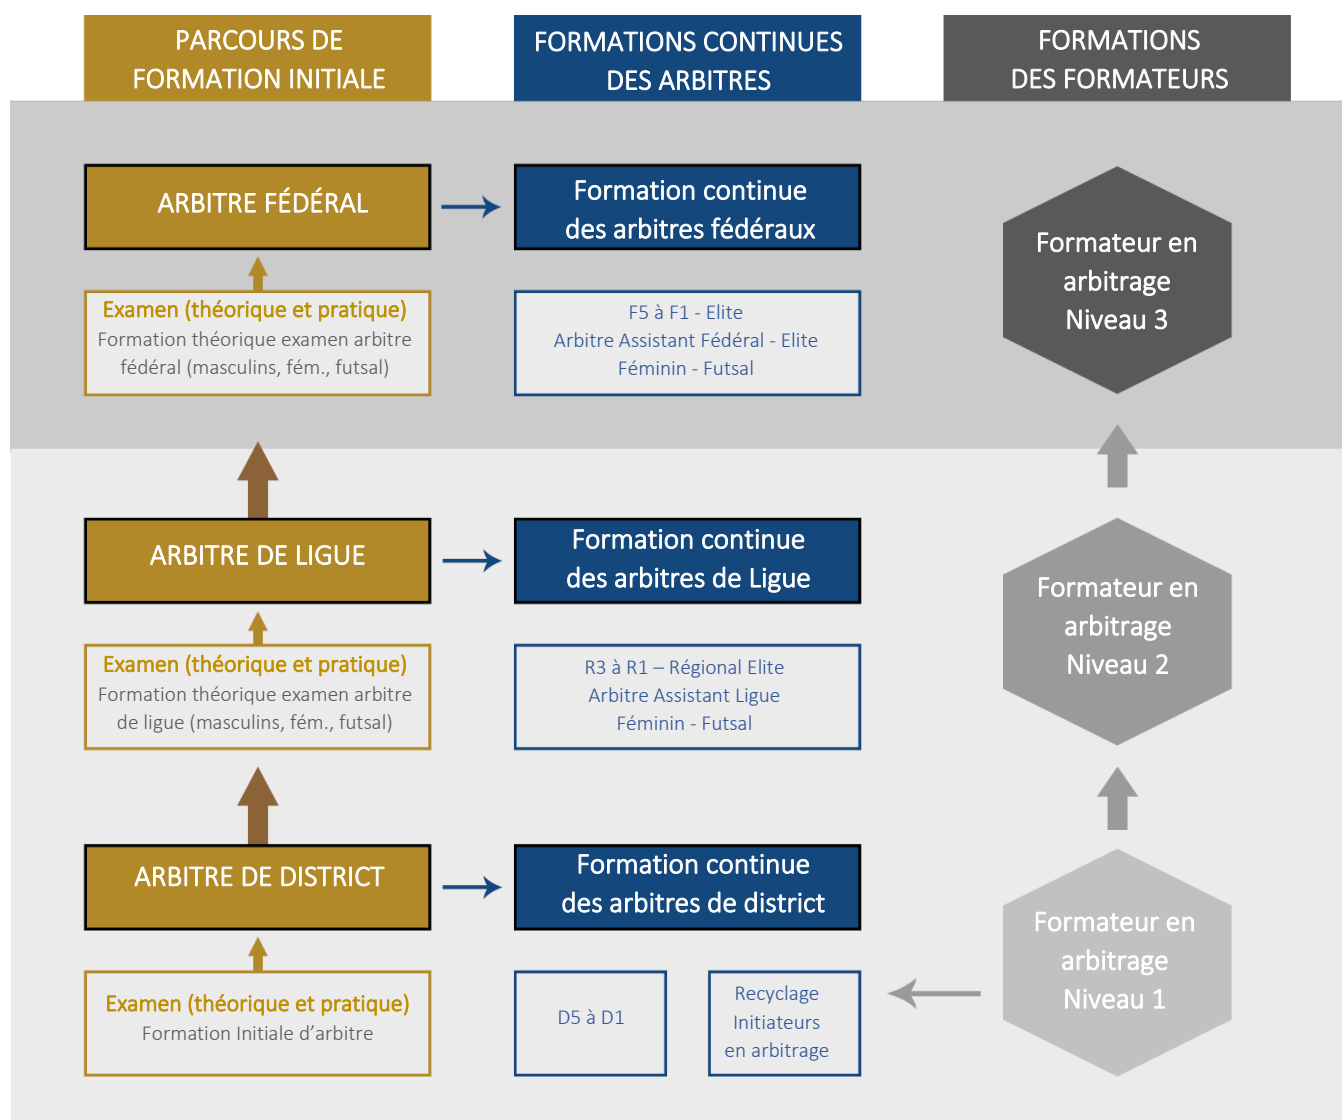 PARCOURS DE
FORMATION INITIALE
FORMATIONS CONTINUES
DES ARBITRES
FORMATIONS
DES FORMATEURS
ARBITRE FÉDÉRAL
Formation continue
des arbitres fédéraux
Formateur en
arbitrage
Niveau 3
Examen (théorique et pratique)
Formation théorique examen arbitre
fédéral (masculins, fém., futsal)
F5 à F1 - Elite
Arbitre Assistant Fédéral - Elite
Féminin - Futsal
ARBITRE DE LIGUE
Formation continue
des arbitres de Ligue
Formateur en
arbitrage
Niveau 2
Examen (théorique et pratique)
Formation théorique examen arbitre
de ligue (masculins, fém., futsal)
R3 à R1 – Régional Elite
Arbitre Assistant Ligue
Féminin - Futsal
ARBITRE DE DISTRICT
Formation continue
des arbitres de district
Formateur en
arbitrage
Niveau 1
Examen (théorique et pratique)
Formation Initiale d’arbitre
D5 à D1
Recyclage
Initiateurs
en arbitrage